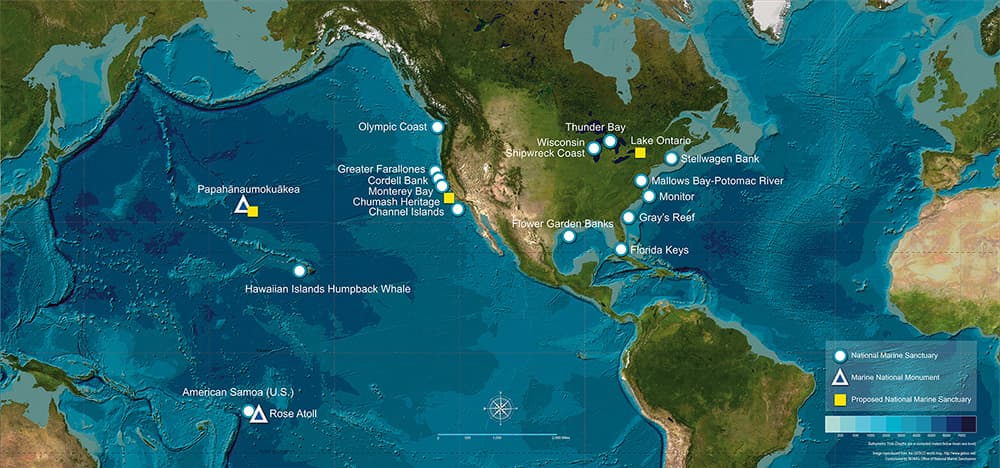 Olympic Coast
Thunder Bay
Wisconsin
Shipwreck Coast
Lake Ontario
Stellwagen Bank
Greater Farallones
Cordell Bank
Monterey Bay
Chumash Heritage
Channel Islands
Mallows Bay-Potomac River
Monitor
Papahānaumokuākea
Gray's Reef
Flower Garden Banks
Florida Keys
Hawaiian Islands Humpback Whale
National Marine Sanctuary
Marine National Monument
Proposed National Marine Sanctuary
American Samoa (U.S.)
Rose Atoll